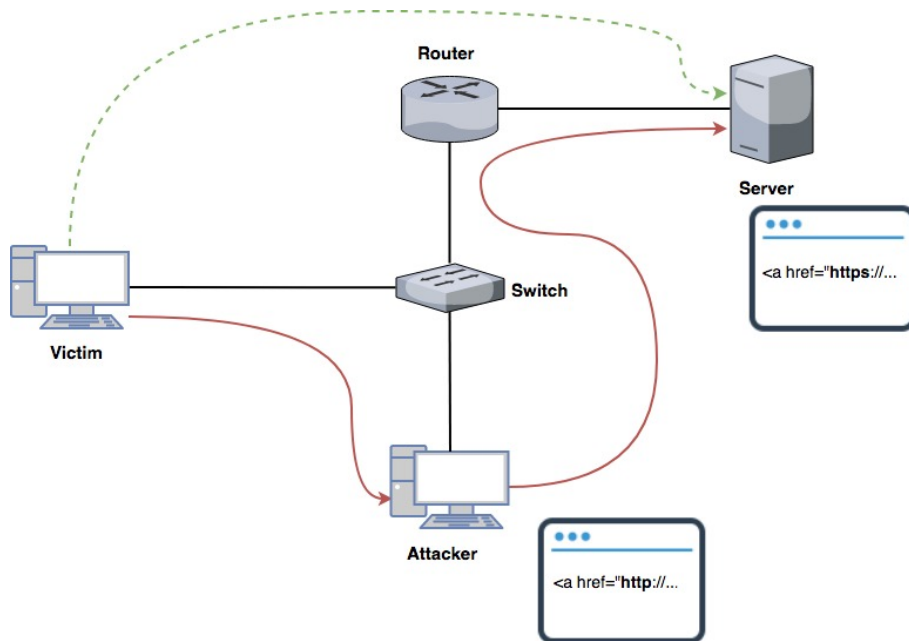 Router
Server
<a href="https://...
Switch
Victim
Attacker
<a href="http://...